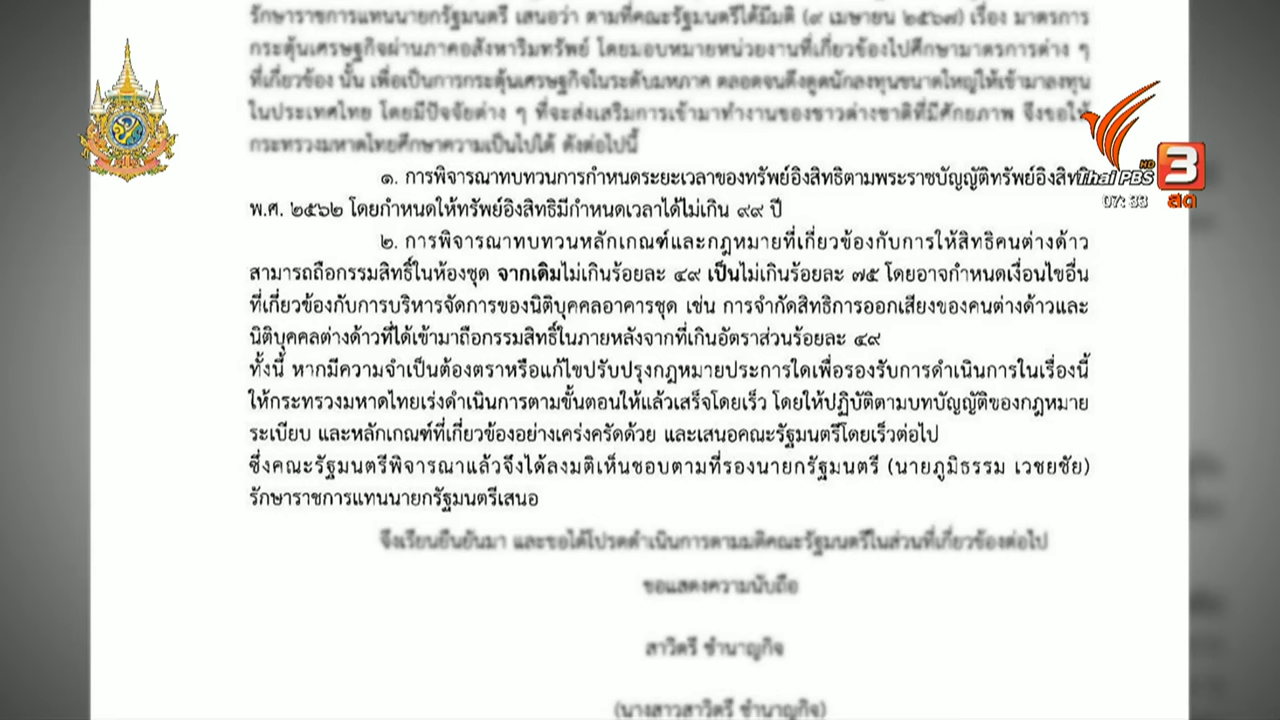 รักษาราชการแทนนายกรัฐมนตรี เสนอว่า ตามที่คณะรัฐมนตรีได้มีมติ (๙ เมษายน ๒๕๖๗) เรื่อง มาตรการ
กระตุ้นเศรษฐกิจผ่านภาคอสังหาริมทรัพย์ โดยมอบหมายหน่วยงานที่เกี่ยวข้องไปศึกษามาตรการต่าง ๆ
ที่เกี่ยวข้อง นั้น เพื่อเป็นการกระตุ้นเศรษฐกิจในระดับมหภาค ตลอดจนดึงดูดนักลงทุนขนาดใหญ่ให้เข้ามาลงทุน
ในประเทศไทย โดยมีปัจจัยต่าง ๆ ที่จะส่งเสริมการเข้ามาทำงานของชาวต่างชาติที่มีศักยภาพ จึงขอให้
กระทรวงมหาดไทยศึกษาความเป็นไปได้ ดังต่อไปนี้
๑. การพิจารณาทบทวนการกำหนดระยะเวลาของทรัพย์อิงสิทธิตามพระราชบัญญัติทรัพย์อิงสิท
พ.ศ. ๒๕๖๒ โดยกำหนดให้ทรัพย์อิงสิทธิมีกำหนดเวลาได้ไม่เกิน ๙๙ ปี
๒. การพิจารณาทบทวนหลักเกณฑ์และกฎหมายที่เกี่ยวข้องกับการให้สิทธิคนต่างด้าว
สามารถถือกรรมสิทธิ์ในห้องชุด จากเดิมไม่เกินร้อยละ ๔๙ เป็นไม่เกินร้อยละ ๗๕ โดยอาจกำหนดเงื่อนไขอื่น
ที่เกี่ยวข้องกับการบริหารจัดการของนิติบุคคลอาคารชุด เช่น การจำกัดสิทธิการออกเสียงของคนต่างด้าวและ
นิติบุคคลต่างด้าวที่ได้เข้ามาถือกรรมสิทธิ์ในภายหลังจากที่เกินอัตราส่วนร้อยละ ๔๙
ทั้งนี้ หากมีความจำเป็นต้องตราหรือแก้ไขปรับปรุงกฎหมายประการใดเพื่อรองรับการดำเนินการในเรื่องนี้
ให้กระทรวงมหาดไทยเร่งดำเนินการตามขั้นตอนให้แล้วเสร็จโดยเร็ว โดยให้ปฏิบัติตามบทบัญญัติของกฎหมาย
ระเบียบ และหลักเกณฑ์ที่เกี่ยวข้องอย่างเคร่งครัดด้วย และเสนอคณะรัฐมนตรีโดยเร็วต่อไป
ซึ่งคณะรัฐมนตรีพิจารณาแล้วจึงได้ลงมติเห็นชอบตามที่รองนายกรัฐมนตรี (นายภูมิธรรม เวชยชัย)
รักษาราชการแทนนายกรัฐมนตรีเสนอ
จึงเรียนยืนยันมา และขอได้โปรดดำเนินการตามมติคณะรัฐมนตรีในส่วนที่เกี่ยวข้องต่อไป
ขอแสดงความนับถือ
สาวิตรี ชำนาญกิจ
(นางสาวสาวิตรี ชำนาญกิจ)
HD
Thai PBS 3
07:33 สด